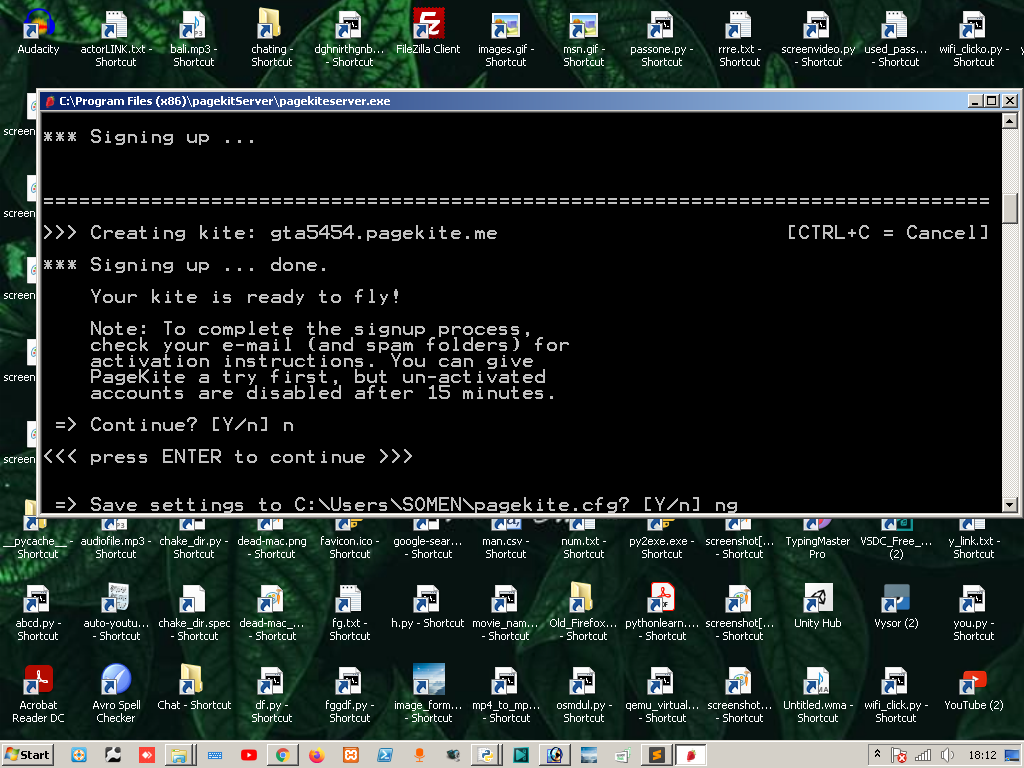 Audacity
actorLINK.txt - Shortcut
bali.mp3 - Shortcut
chating - Shortcut
dghnirthgnb... - Shortcut
FileZilla Client
images.gif - Shortcut
msn.gif - Shortcut
passone.py - Shortcut
rrre.txt - Shortcut
screenvideo.py - Shortcut
used_pass... - Shortcut
wifi_clicko.py - Shortcut
C:\Program Files (x86)\pagekitServer\pagekiteserver.exe
screen
screen
screen
screen
screen
*** Signing up ...
===============================================================================
>>> Creating kite: gta5454.pagekite.me [CTRL+C = Cancel]
*** Signing up ... done.
Your kite is ready to fly!
Note: To complete the signup process,
check your e-mail (and spam folders) for
activation instructions. You can give
PageKite a try first, but un-activated
accounts are disabled after 15 minutes.
=> Continue? [Y/n] n
<<< press ENTER to continue >>>
=> Save settings to C:\Users\SOMEN\pagekite.cfg? [Y/n] ng
__pycache__ - Shortcut
audiofile.mp3 - Shortcut
chake_dir.py - Shortcut
dead-mac.png - Shortcut
favicon.ico - Shortcut
google-sear... - Shortcut
man.csv - Shortcut
num.txt - Shortcut
py2exe.exe - Shortcut
screenshot[... - Shortcut
TypingMaster Pro
VSDC_Free_... (2)
y_link.txt - Shortcut
abcd.py - Shortcut
auto-youtu... - Shortcut
chake_dir.spec - Shortcut
dead-mac_... - Shortcut
fg.txt - Shortcut
h.py - Shortcut
movie_nam... - Shortcut
Old_Firefox... - Shortcut
pythonlearn.... - Shortcut
screenshot[... - Shortcut
Unity Hub
Vysor (2)
you.py - Shortcut
Acrobat Reader DC
Avro Spell Checker
Chat - Shortcut
df.py - Shortcut
fggdf.py - Shortcut
image_form... - Shortcut
mp4_to_mp... - Shortcut
osmdul.py - Shortcut
qemu_virtual... - Shortcut
screenshot... - Shortcut
Untitled.wma - Shortcut
wifi_click.py - Shortcut
YouTube (2)
Start
18:12